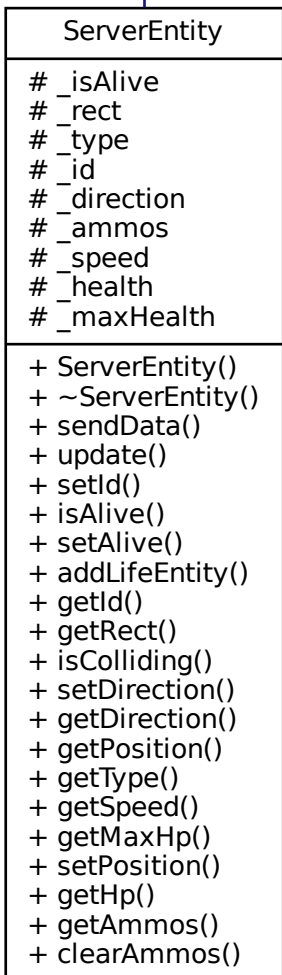 ServerEntity
# _isAlive
# _rect
# _type
# _id
# _direction
# _ammos
# _speed
# _health
# _maxHealth
+ ServerEntity()
+ ~ServerEntity()
+ sendData()
+ update()
+ setId()
+ isAlive()
+ setAlive()
+ addLifeEntity()
+ getId()
+ getRect()
+ isColliding()
+ setDirection()
+ getDirection()
+ getPosition()
+ getType()
+ getSpeed()
+ getMaxHp()
+ setPosition()
+ getHp()
+ getAmmos()
+ clearAmmos()